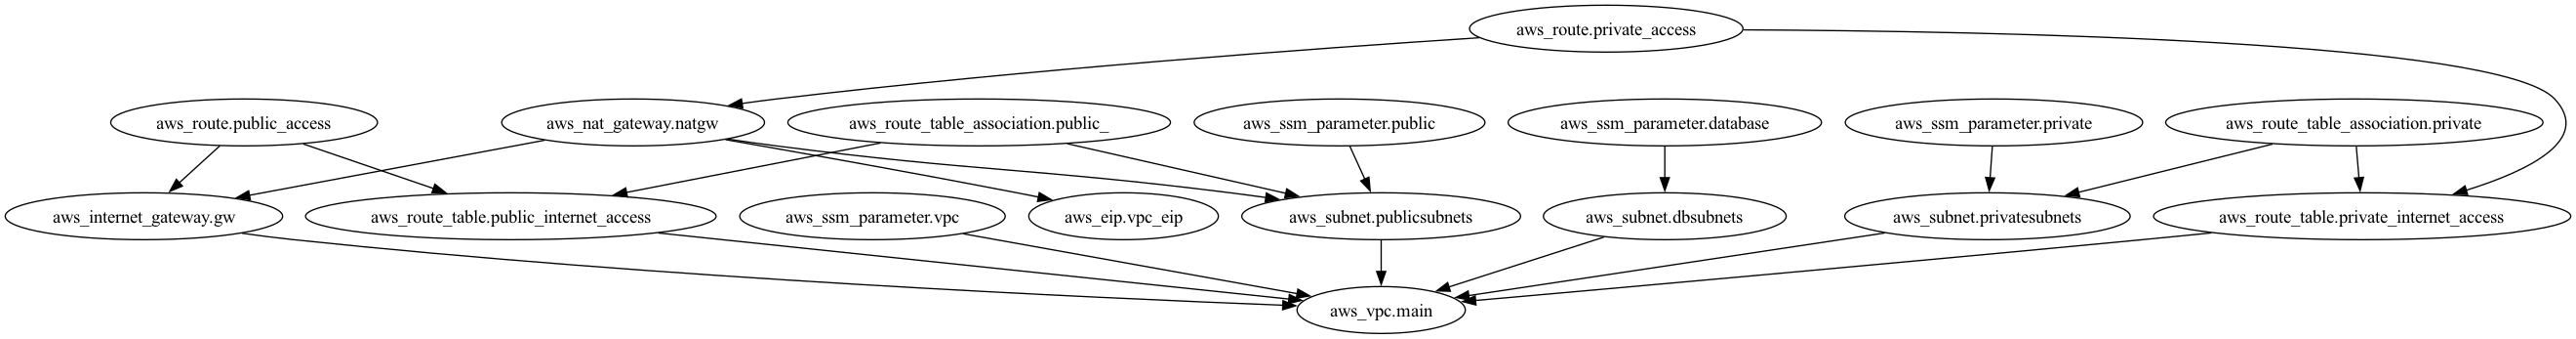 aws_route.private_access
aws_route.public_access
aws_nat_gateway.natgw
aws_route_table_association.public_
aws_ssm_parameter.public
aws_ssm_parameter.database
aws_ssm_parameter.private
aws_route_table_association.private
aws_internet_gateway.gw
aws_route_table.public_internet_access
aws_ssm_parameter.vpc
aws_eip.vpc_eip
aws_subnet.publicsubnets
aws_subnet.dbsubnets
aws_subnet.privatesubnets
aws_route_table.private_internet_access
aws_vpc.main